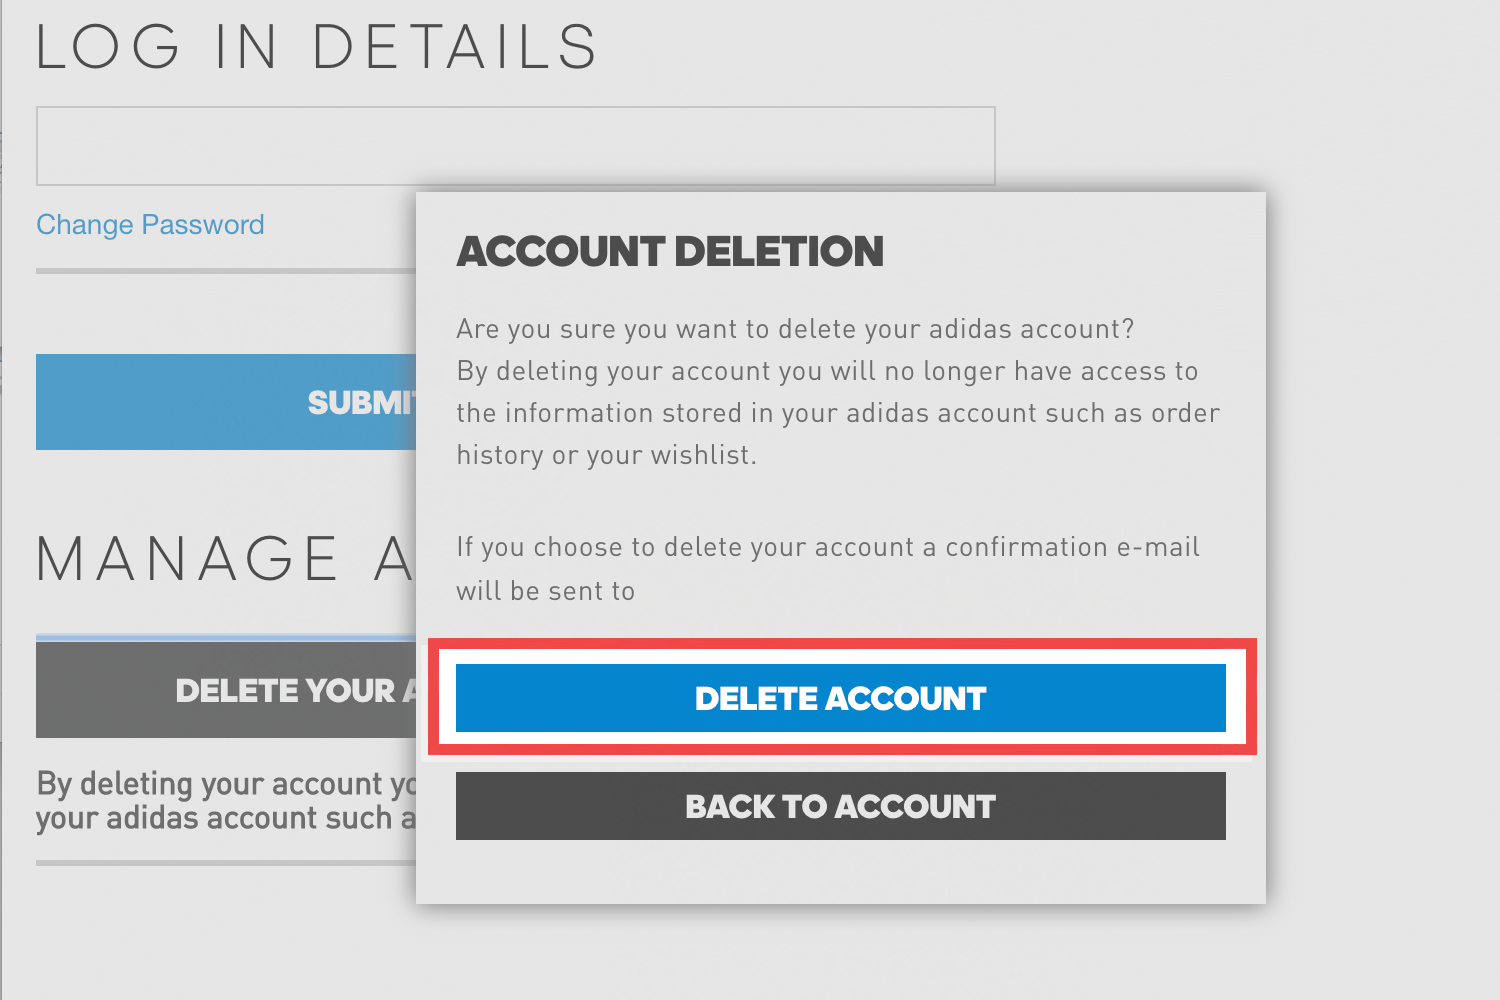 LOG IN DETAILS
Change Password
SUBMIT
MANAGE A
DELETE YOUR A
By deleting your account yo
your adidas account such a
ACCOUNT DELETION
Are you sure you want to delete your adidas account?
By deleting your account you will no longer have access to
the information stored in your adidas account such as order
history or your wishlist.
If you choose to delete your account a confirmation e-mail
will be sent to
DELETE ACCOUNT
BACK TO ACCOUNT